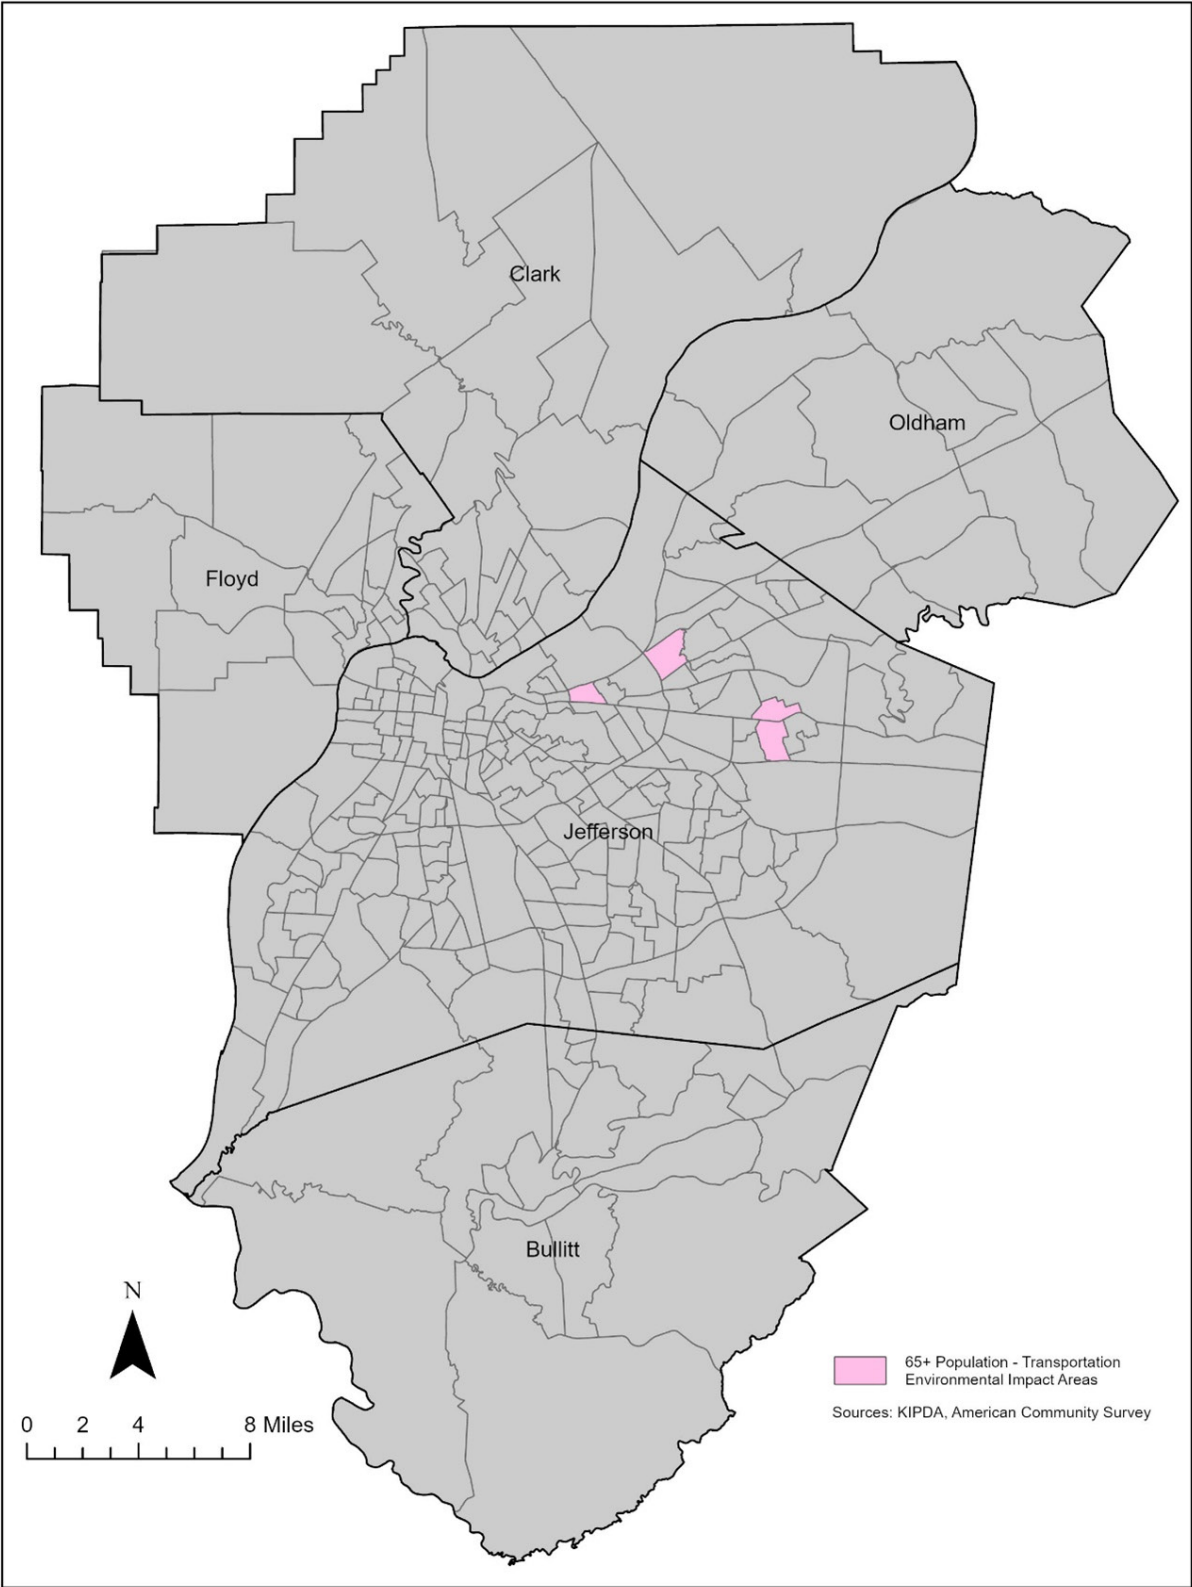 Clark
Oldham
Floyd
Jefferson
Bullitt
N
0 2 4 8 Miles
65+ Population - Transportation
Environmental Impact Areas
Sources: KIPDA, American Community Survey